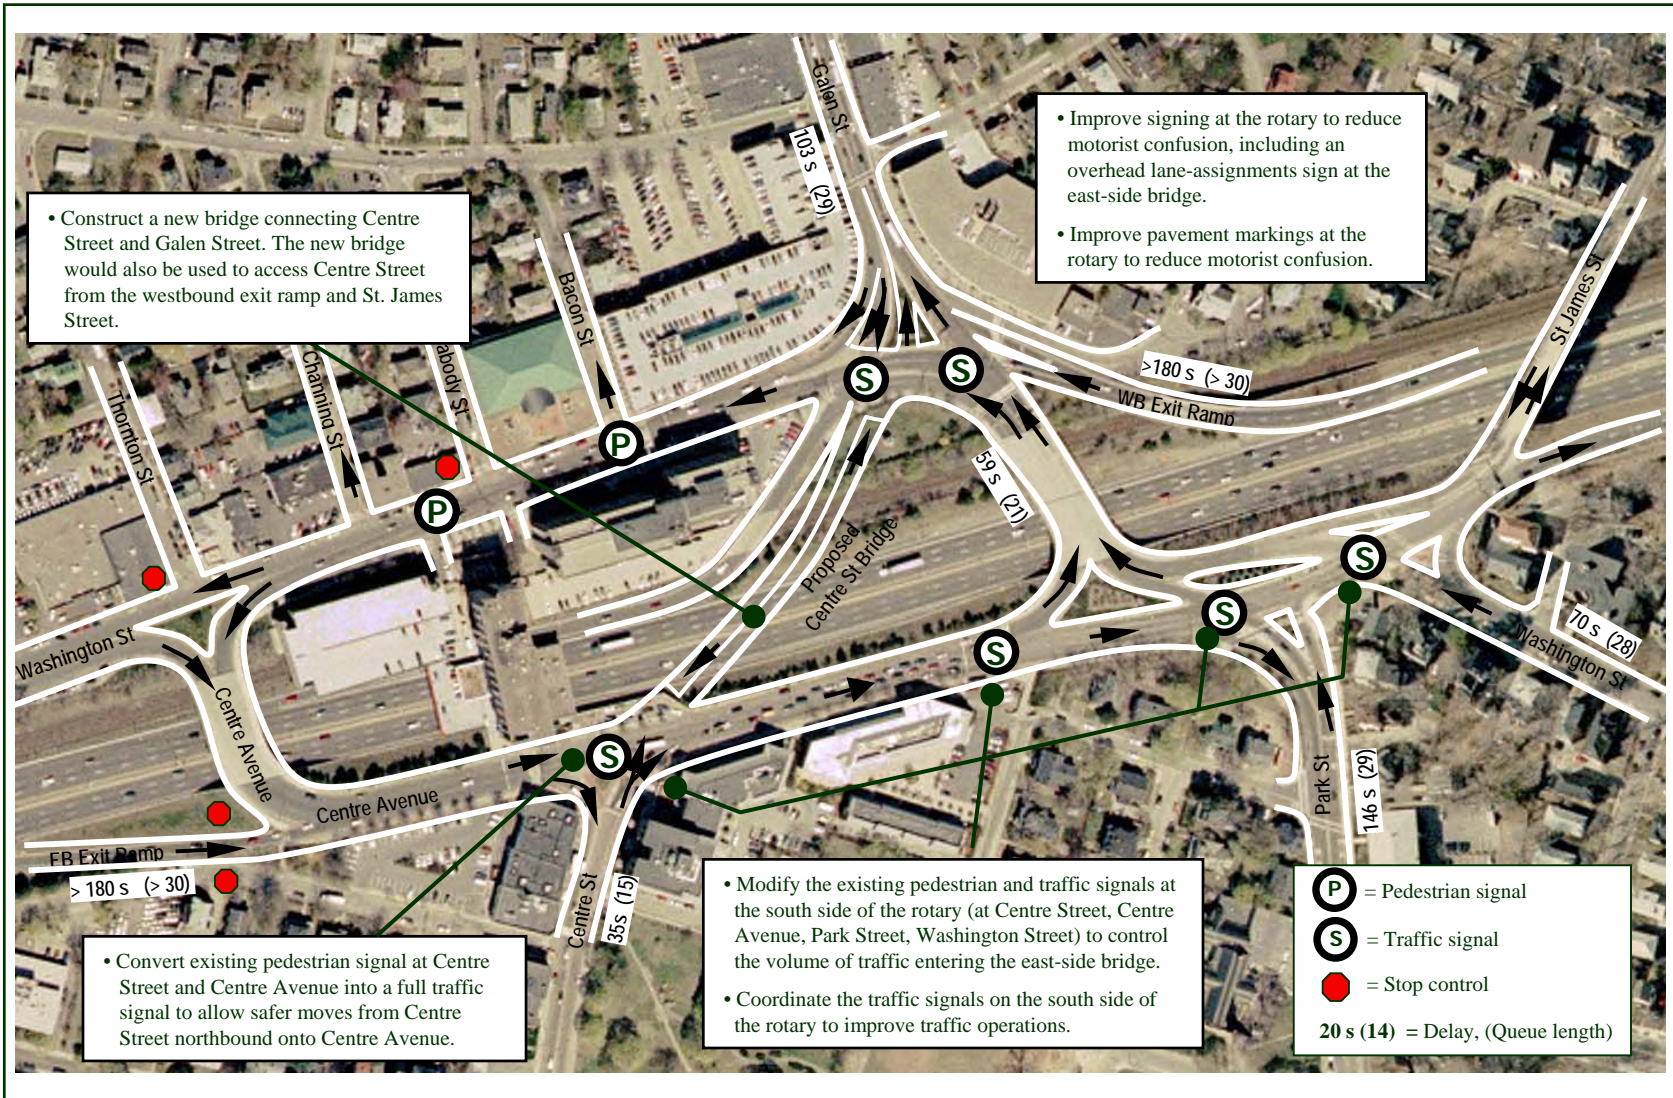 Galen St
103 s (29)
• Improve signing at the rotary to reduce
motorist confusion, including an
overhead lane-assignments sign at the
east-side bridge.
• Improve pavement markings at the
rotary to reduce motorist confusion.
• Construct a new bridge connecting Centre
Street and Galen Street. The new bridge
would also be used to access Centre Street
from the westbound exit ramp and St. James
Street.
Bacon St
St James St
abody St
Channing St
Thornton St
>180 s (> 30)
WB Exit Ramp
S
S
P
P
59 s (21)
Proposed
Centre St Bridge
S
S
S
70 s (28)
Washington St
Washington St
Centre Avenue
Centre Avenue
S
Park St
146 s (29)
EB Exit Ramp
> 180 s (> 30)
Centre St
35s (15)
• Convert existing pedestrian signal at Centre
Street and Centre Avenue into a full traffic
signal to allow safer moves from Centre
Street northbound onto Centre Avenue.
• Modify the existing pedestrian and traffic signals at
the south side of the rotary (at Centre Street, Centre
Avenue, Park Street, Washington Street) to control
the volume of traffic entering the east-side bridge.
• Coordinate the traffic signals on the south side of
the rotary to improve traffic operations.
P = Pedestrian signal
S = Traffic signal
= Stop control
20 s (14) = Delay, (Queue length)